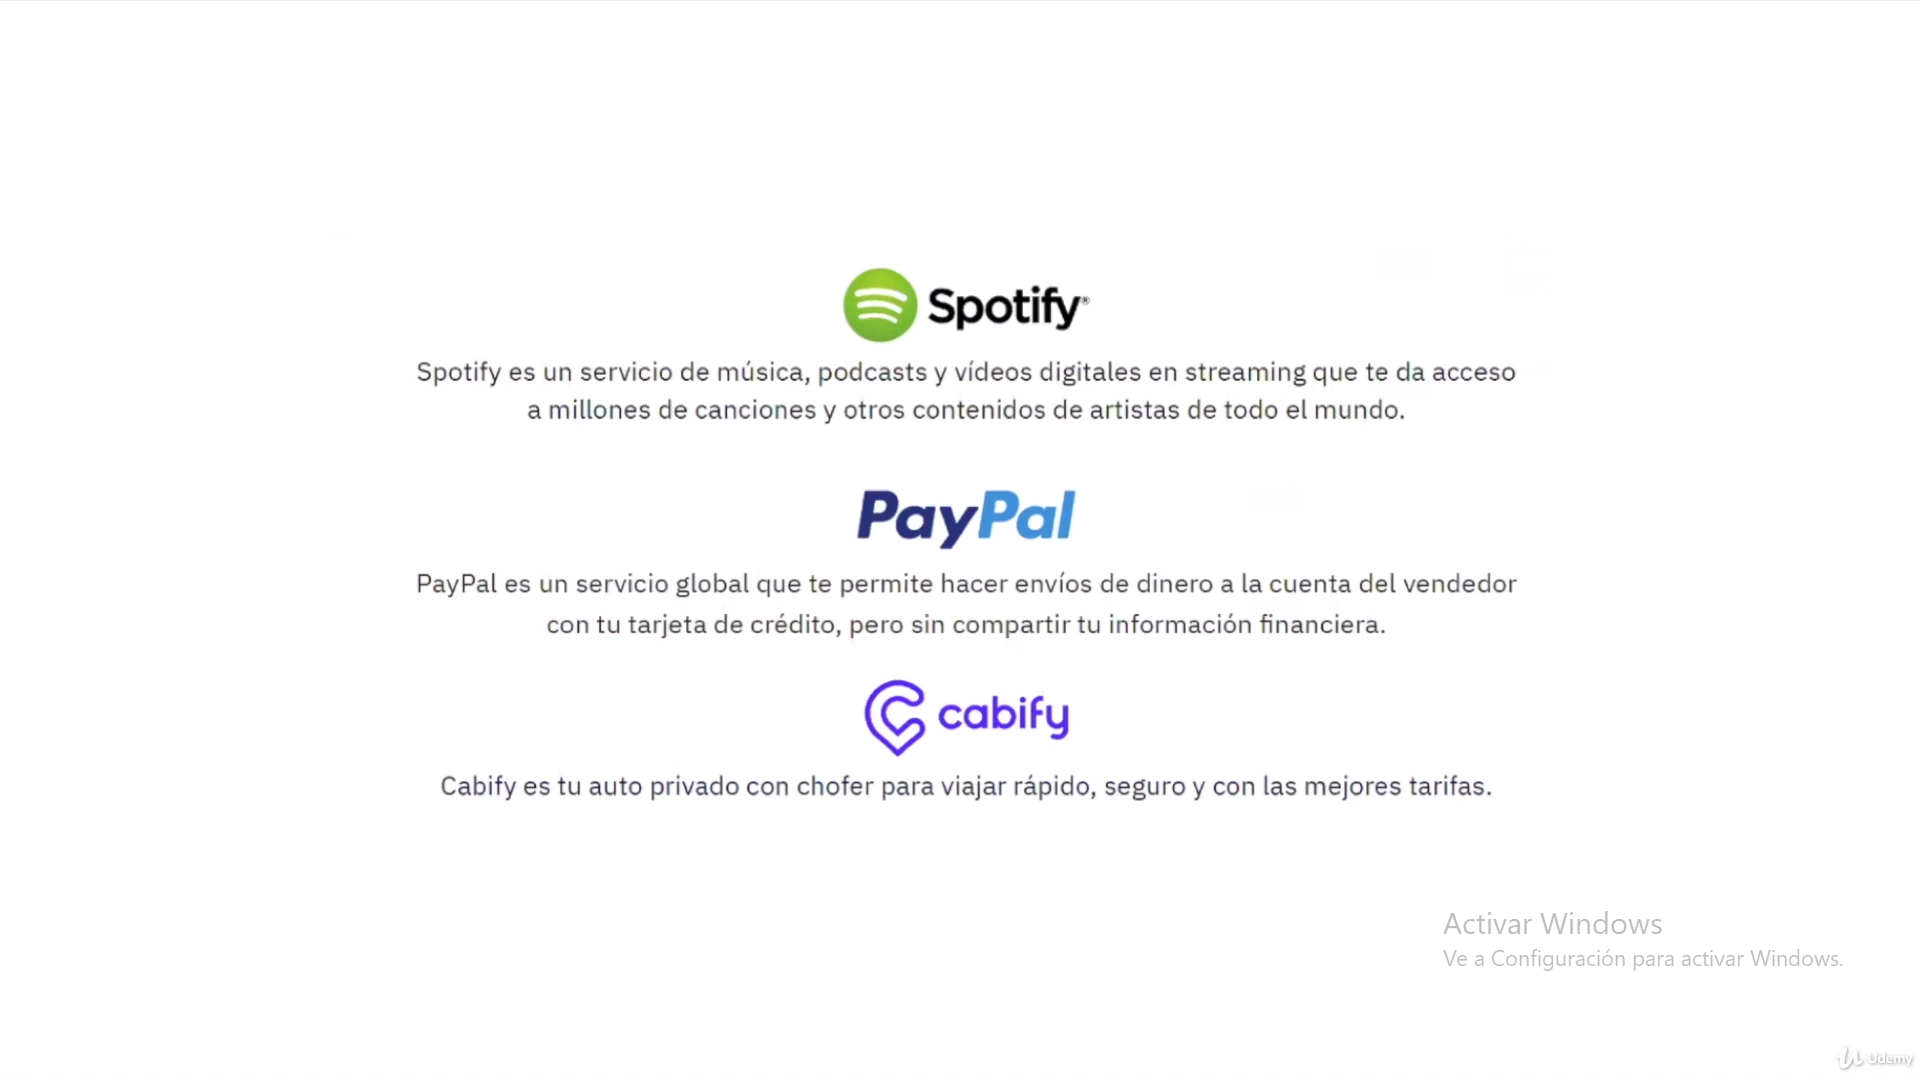 Spotify®
Spotify es un servicio de música, podcasts y vídeos digitales en streaming que te da acceso
a millones de canciones y otros contenidos de artistas de todo el mundo.
PayPal
PayPal es un servicio global que te permite hacer envíos de dinero a la cuenta del vendedor
con tu tarjeta de crédito, pero sin compartir tu información financiera.
cabify
Cabify es tu auto privado con chofer para viajar rápido, seguro y con las mejores tarifas.
Activar Windows
Ve a Configuración para activar Windows.
Udemy